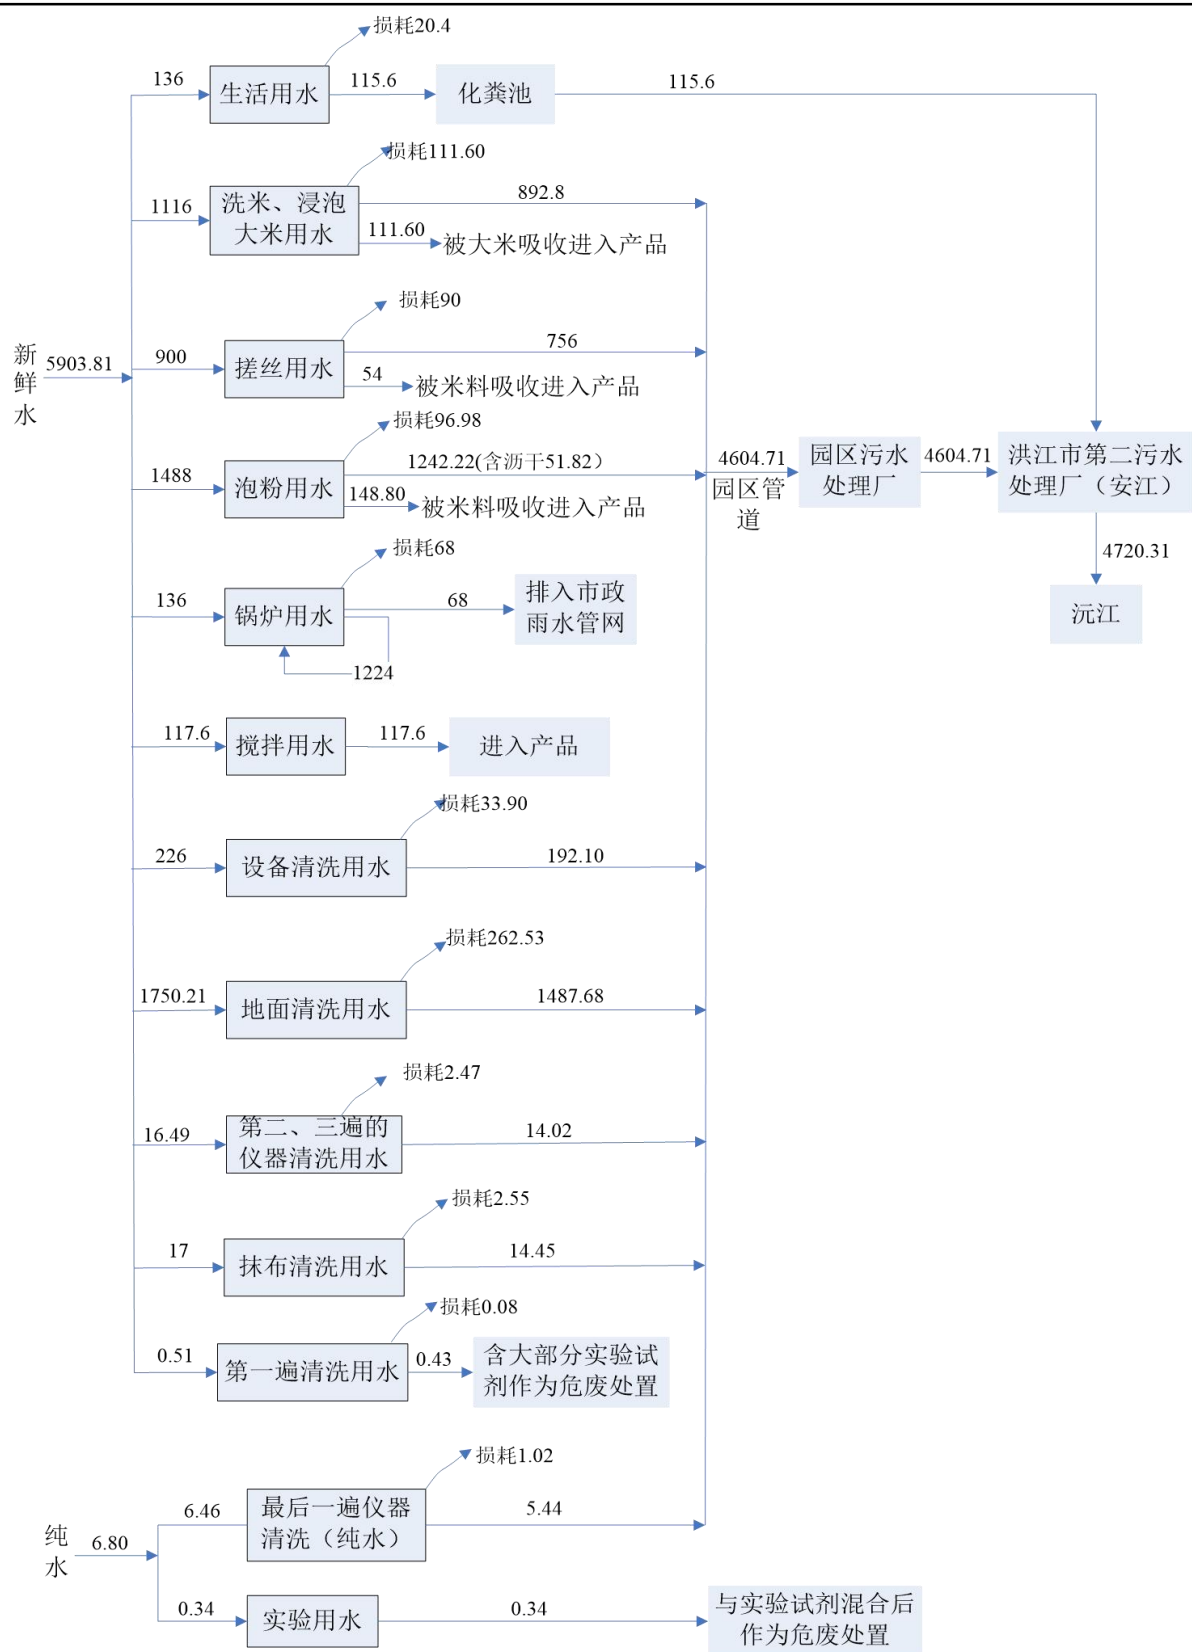 损耗20.4
136
生活用水
115.6
化粪池
115.6
损耗111.60
1116
洗米、浸泡
大米用水
892.8
111.60
被大米吸收进入产品
损耗90
新
鲜
水
5903.81
900
搓丝用水
756
54
被米料吸收进入产品
损耗96.98
1488
泡粉用水
1242.22(含沥干51.82）
148.80
被米料吸收进入产品
4604.71
园区管
道
园区污水
处理厂
4604.71
洪江市第二污水
处理厂（安江）
4720.31
沅江
损耗68
136
锅炉用水
68
排入市政
雨水管网
1224
117.6
搅拌用水
117.6
进入产品
损耗33.90
226
设备清洗用水
192.10
损耗262.53
1750.21
地面清洗用水
1487.68
损耗2.47
16.49
第二、三遍的
仪器清洗用水
14.02
损耗2.55
17
抹布清洗用水
14.45
损耗0.08
0.51
第一遍清洗用水
0.43
含大部分实验试
剂作为危废处置
损耗1.02
纯
水
6.80
6.46
最后一遍仪器
清洗（纯水）
5.44
0.34
实验用水
0.34
与实验试剂混合后
作为危废处置